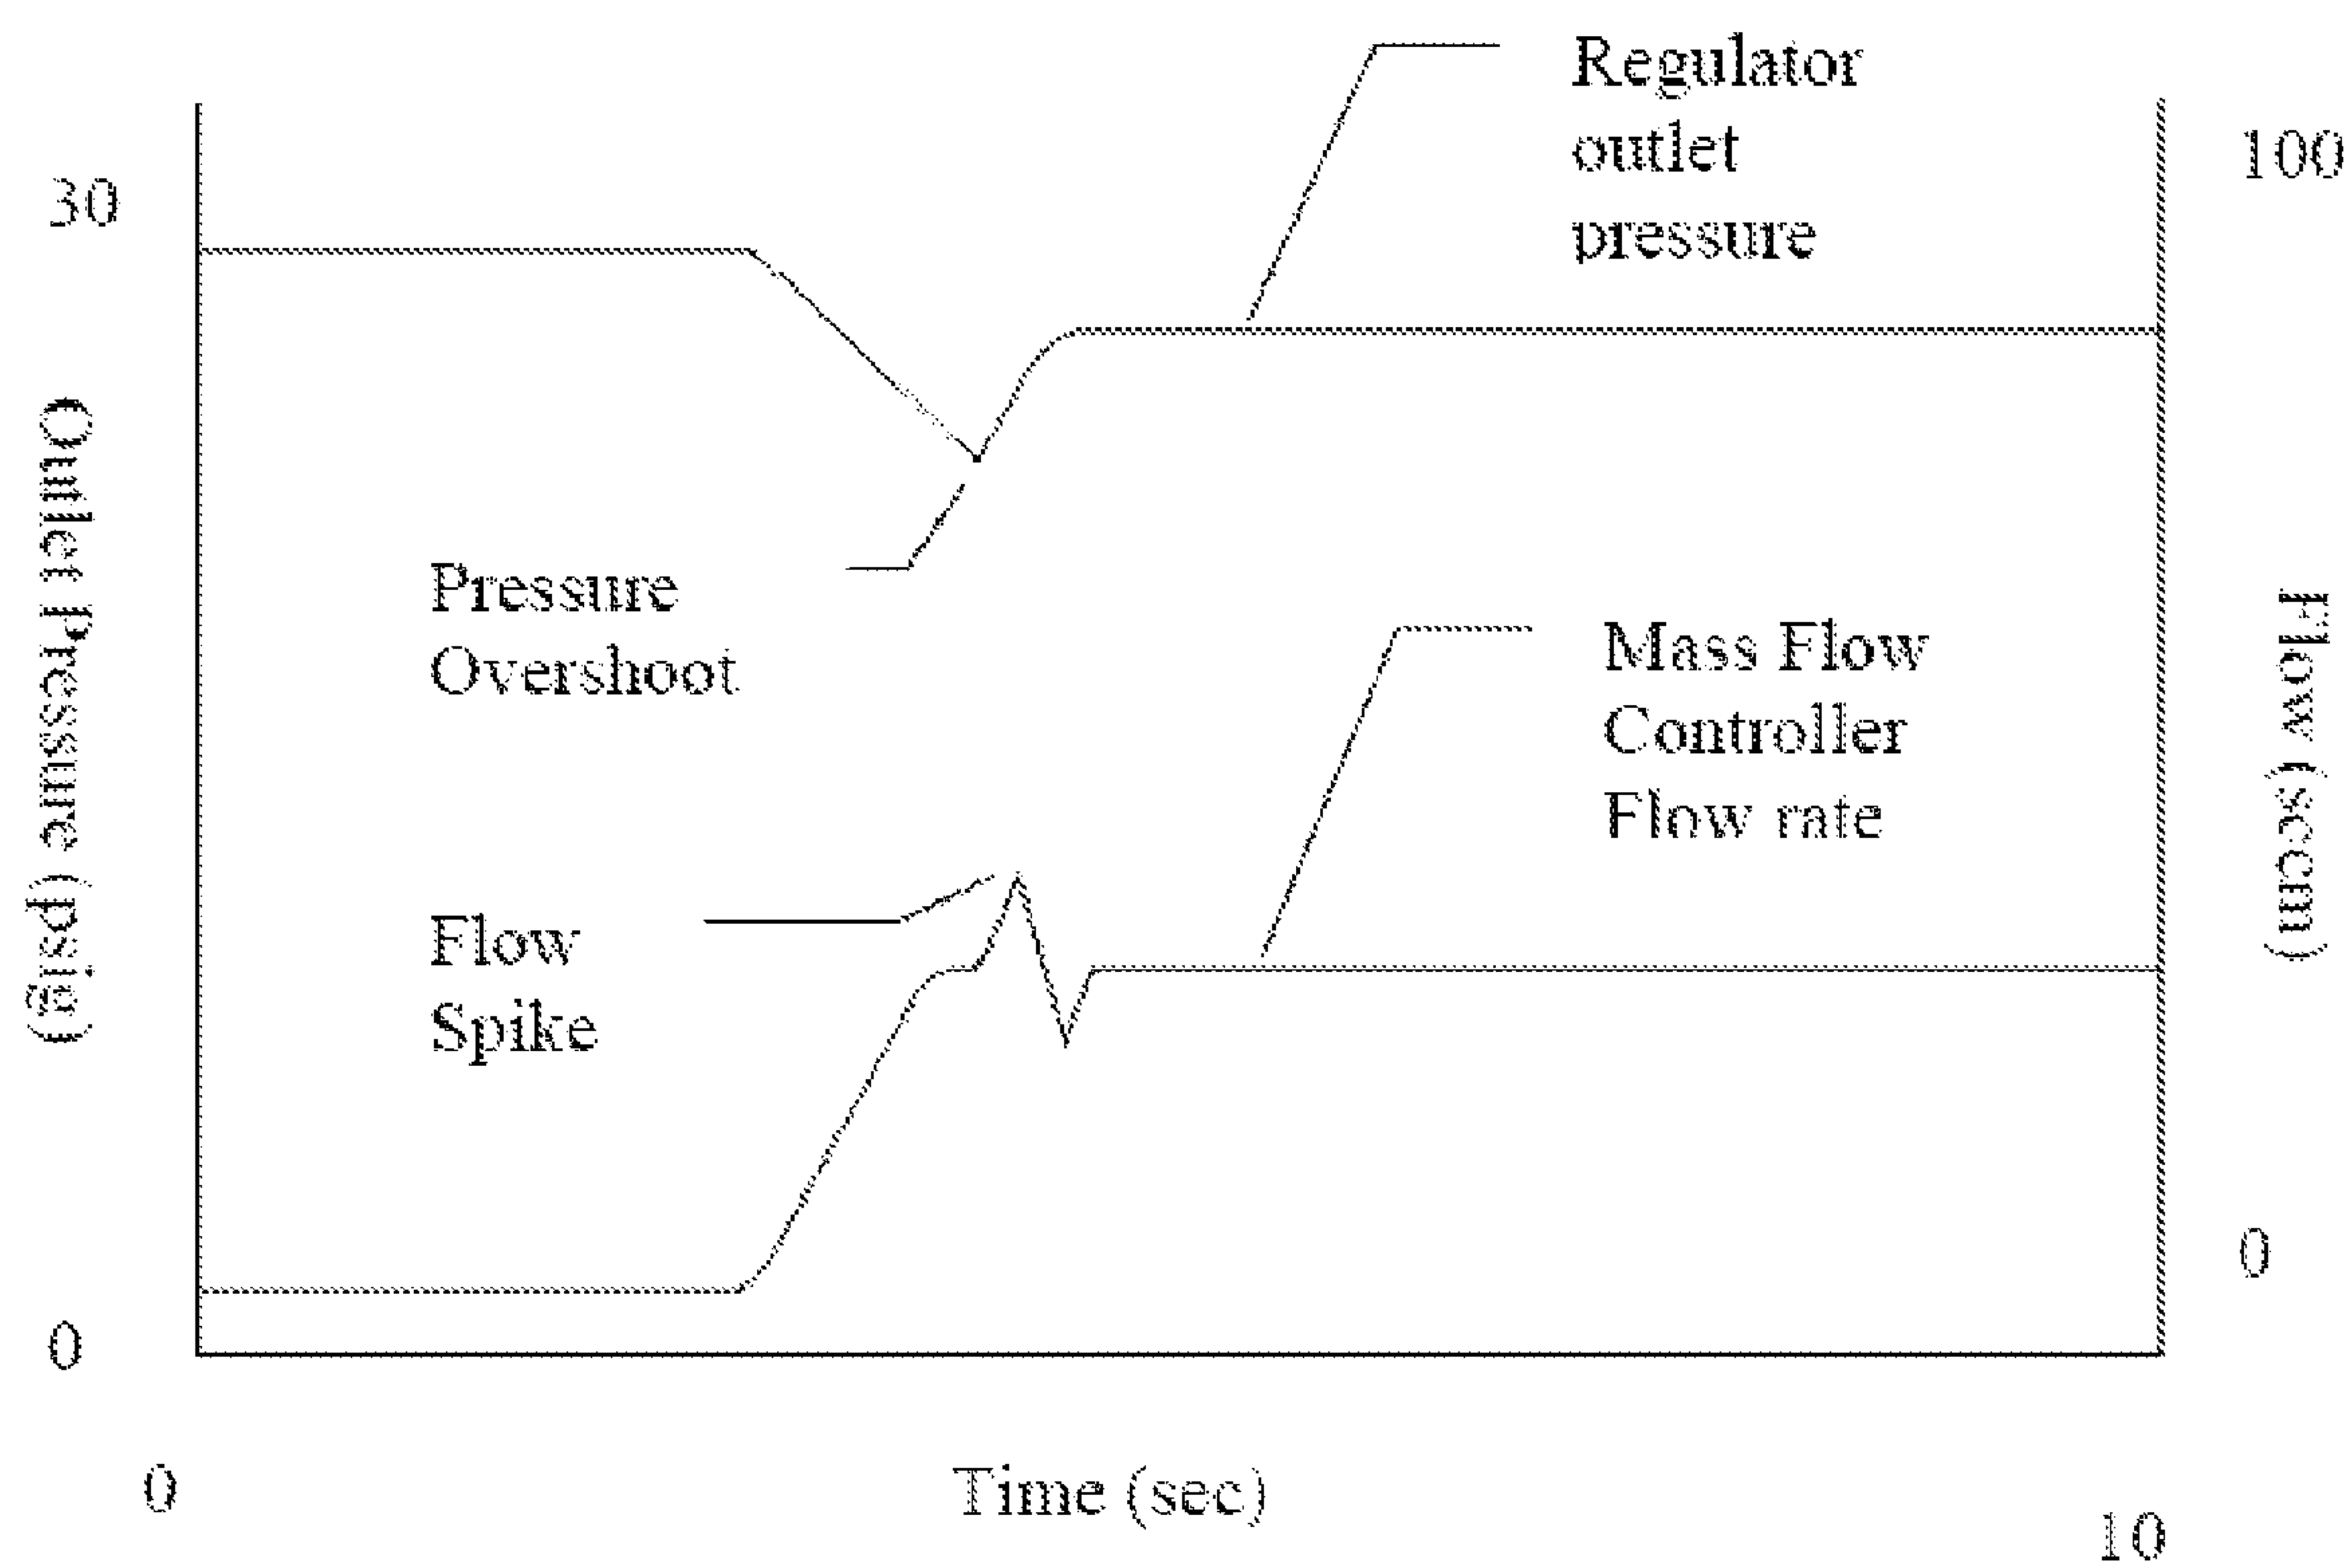 Regulator
outlet
pressure
30
100
Outlet Pressure (psig)
Pressure
Overshoot
Mass Flow
Controller
Flow rate
Flow (sccm)
Flow
Spike
0
0
0
Time (sec)
10